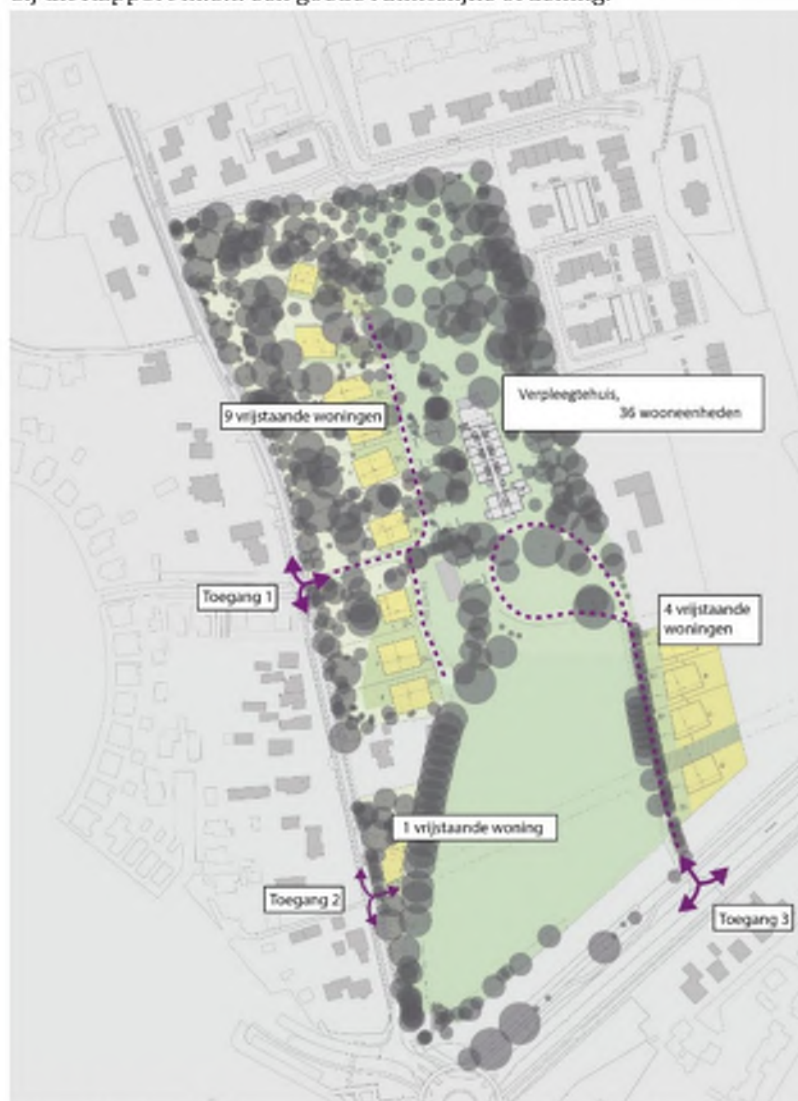 9 vrijstaande woningen
Verpleegtehuis,
36 wooneenheden
Toegang 1
4 vrijstaande
woningen
1 vrijstaande woning
Toegang 2
Toegang 3